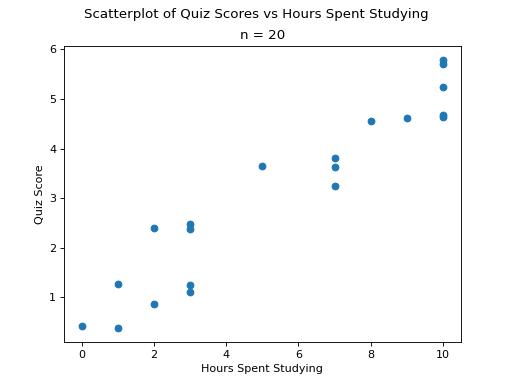 Scatterplot of Quiz Scores vs Hours Spent Studying
n = 20
6
5
4
3
2
1
Quiz Score
0 2 4 6 8 10
Hours Spent Studying